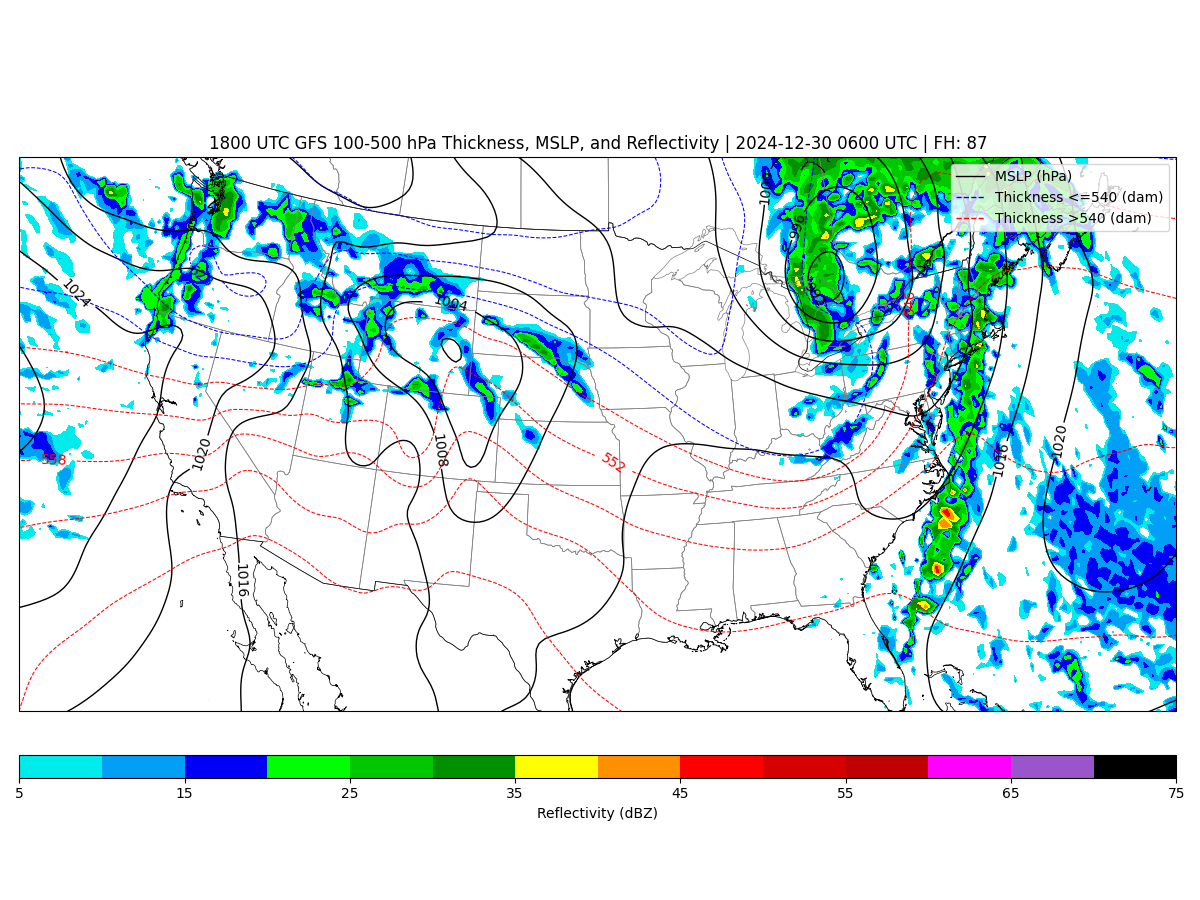 1800 UTC GFS 100-500 hPa Thickness, MSLP, and Reflectivity | 2024-12-30 0600 UTC | FH: 87
MSLP (hPa)
Thickness <=540 (dam)
Thickness >540 (dam)
996
1024
1004
558
1020
1008
552
1016
1020
1016
5 15 25 35 45 55 65 75
Reflectivity (dBZ)